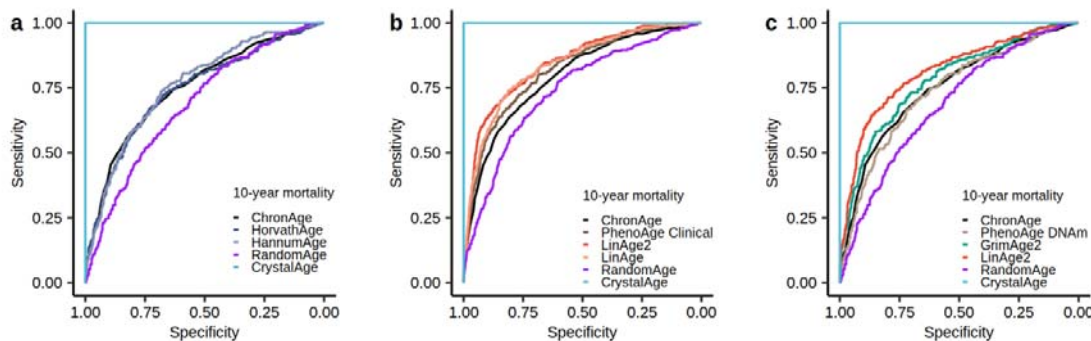 a
1.00
0.75
0.50
0.25
0.00
Sensitivity
10-year mortality
ChronAge
HorvathAge
HannumAge
RandomAge
CrystalAge
1.00 0.75 0.50 0.25 0.00
Specificity
b
1.00
0.75
0.50
0.25
0.00
Sensitivity
10-year mortality
ChronAge
PhenoAge Clinical
LinAge2
LinAge
RandomAge
CrystalAge
1.00 0.75 0.50 0.25 0.00
Specificity
c
1.00
0.75
0.50
0.25
0.00
Sensitivity
10-year mortality
ChronAge
PhenoAge DNAm
GrimAge2
LinAge2
RandomAge
CrystalAge
1.00 0.75 0.50 0.25 0.00
Specificity